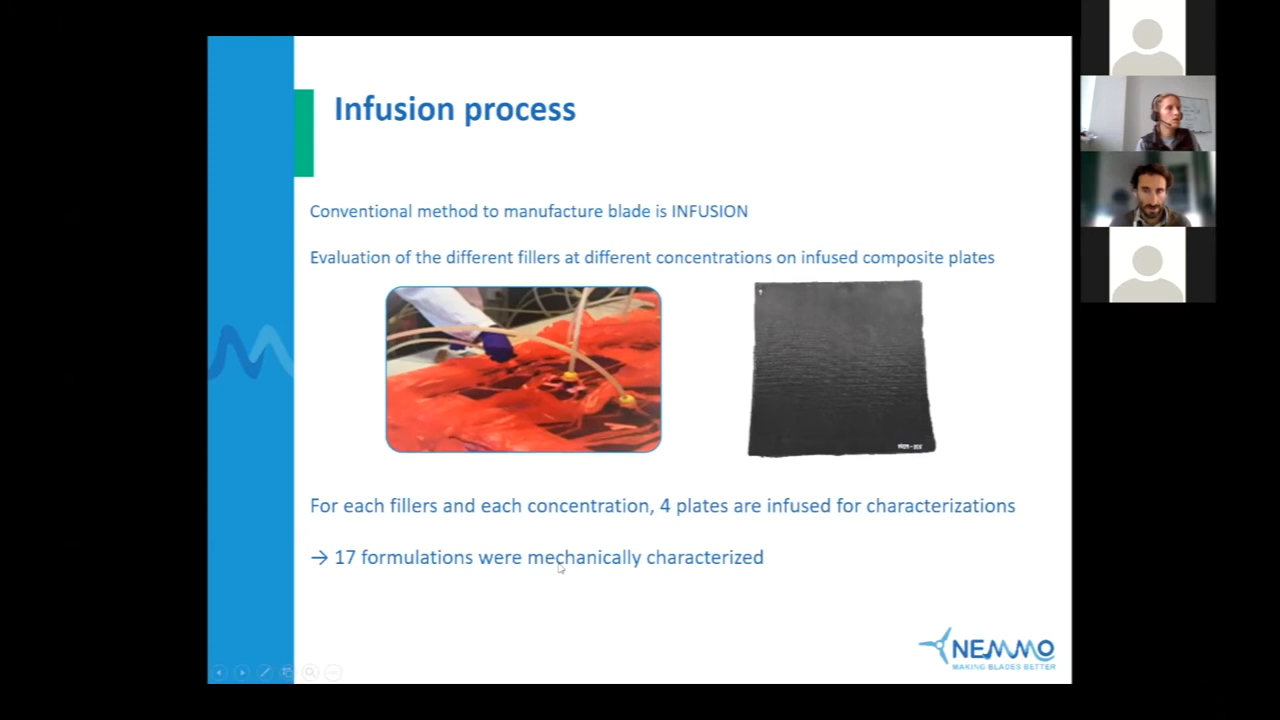 Infusion process
Conventional method to manufacture blade is INFUSION
Evaluation of the different fillers at different concentrations on infused composite plates
For each fillers and each concentration, 4 plates are infused for characterizations
→ 17 formulations were mechanically characterized
NEMMO
MAKING BLADES BETTER